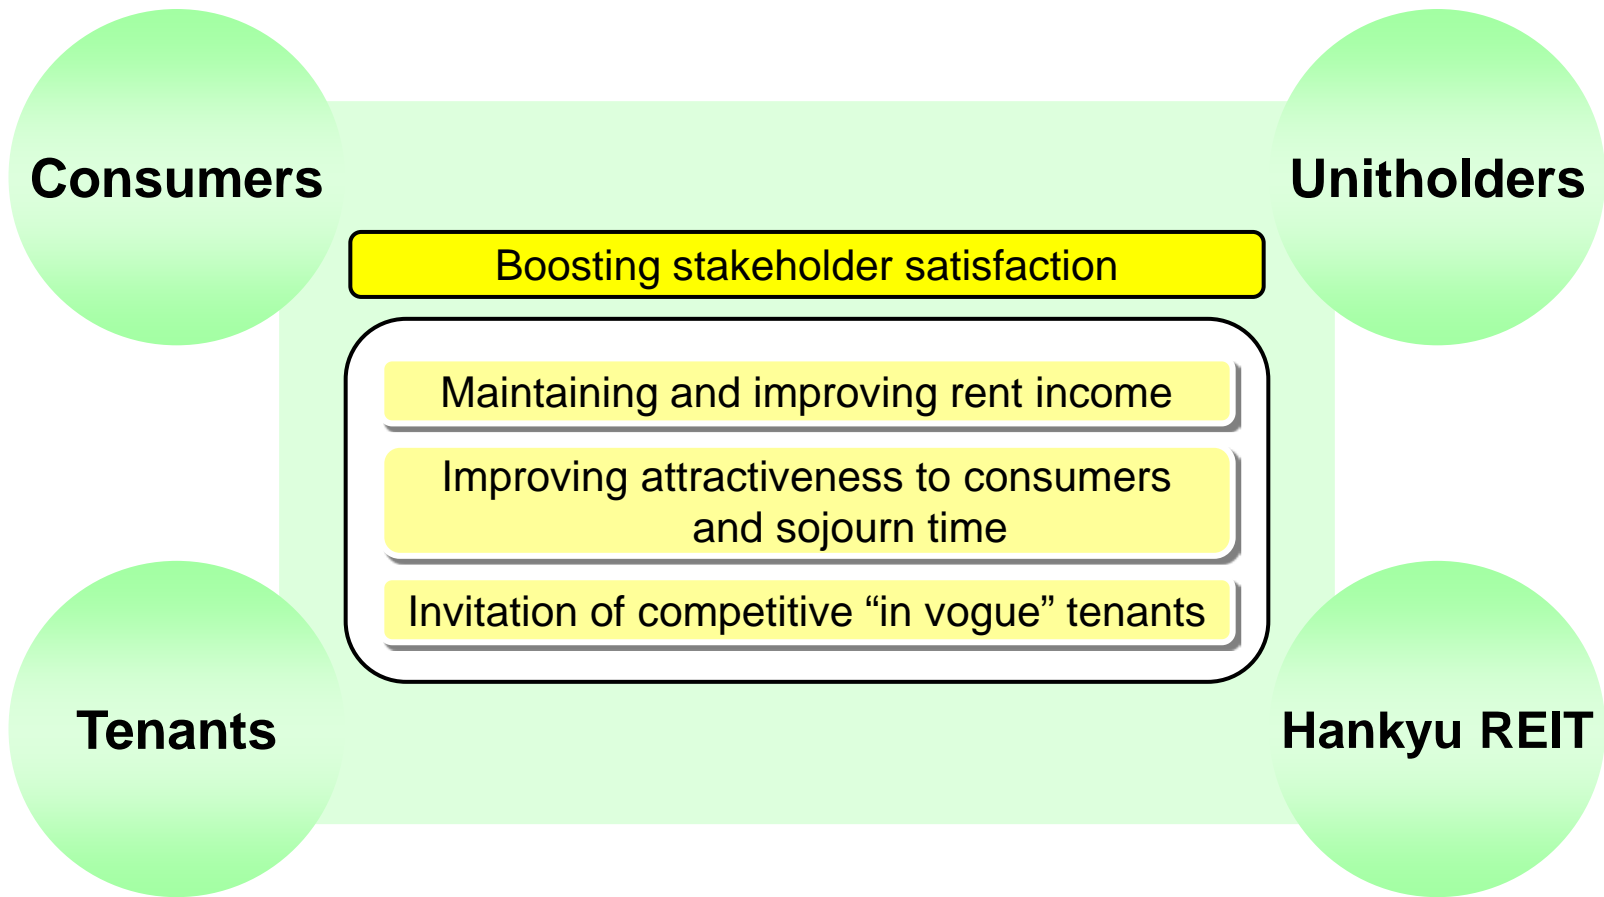 Consumers
Unitholders
Boosting stakeholder satisfaction
Maintaining and improving rent income
Improving attractiveness to consumers
and sojourn time
Invitation of competitive “in vogue” tenants
Tenants
Hankyu REIT